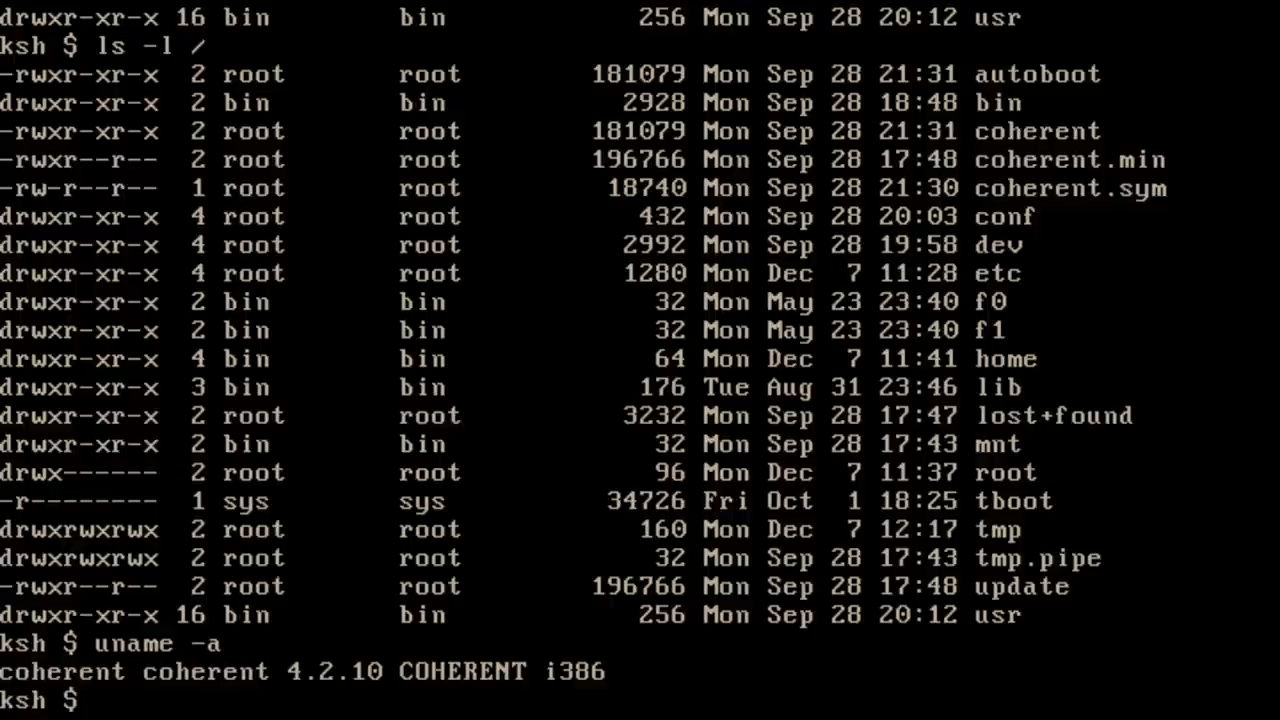 drwxr-xr-x 16 bin      bin           256 Mon Sep 28 20:12 usr
ksh $ ls -l /
-rwxr-xr-x  2 root     root       181079 Mon Sep 28 21:31 autoboot
drwxr-xr-x  2 bin      bin          2928 Mon Sep 28 18:48 bin
-rwxr-xr-x  2 root     root       181079 Mon Sep 28 21:31 coherent
-rwxr--r--  2 root     root       196766 Mon Sep 28 17:48 coherent.min
-rw-r--r--  1 root     root        18740 Mon Sep 28 21:30 coherent.sym
drwxr-xr-x  4 root     root          432 Mon Sep 28 20:03 conf
drwxr-xr-x  4 root     root         2992 Mon Sep 28 19:58 dev
drwxr-xr-x  4 root     root         1280 Mon Dec  7 11:28 etc
drwxr-xr-x  2 bin      bin            32 Mon May 23 23:40 f0
drwxr-xr-x  2 bin      bin            32 Mon May 23 23:40 f1
drwxr-xr-x  4 bin      bin            64 Mon Dec  7 11:41 home
drwxr-xr-x  3 bin      bin           176 Tue Aug 31 23:46 lib
drwxr-xr-x  2 root     root         3232 Mon Sep 28 17:47 lost+found
drwxr-xr-x  2 bin      bin            32 Mon Sep 28 17:43 mnt
drwx------  2 root     root           96 Mon Dec  7 11:37 root
-r--------  1 sys      sys         34726 Fri Oct  1 18:25 tboot
drwxrwxrwx  2 root     root          160 Mon Dec  7 12:17 tmp
drwxrwxrwx  2 root     root           32 Mon Sep 28 17:43 tmp.pipe
-rwxr--r--  2 root     root       196766 Mon Sep 28 17:48 update
drwxr-xr-x 16 bin      bin           256 Mon Sep 28 20:12 usr
ksh $ uname -a
coherent coherent 4.2.10 COHERENT i386
ksh $